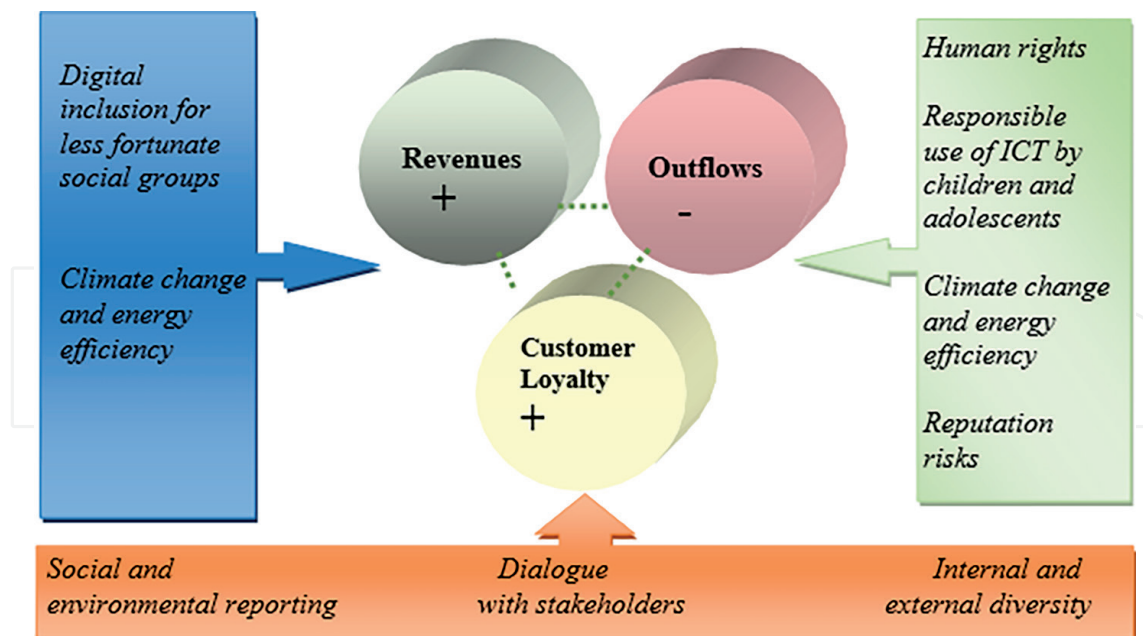 Digital
inclusion for
less fortunate
social groups
Climate change
and energy
efficiency
Revenues
+
Outflows
-
Customer
Loyalty
+
Human rights
Responsible
use of ICT by
children and
adolescents
Climate change
and energy
efficiency
Reputation
risks
Social and
environmental reporting
Dialogue
with stakeholders
Internal and
external diversity